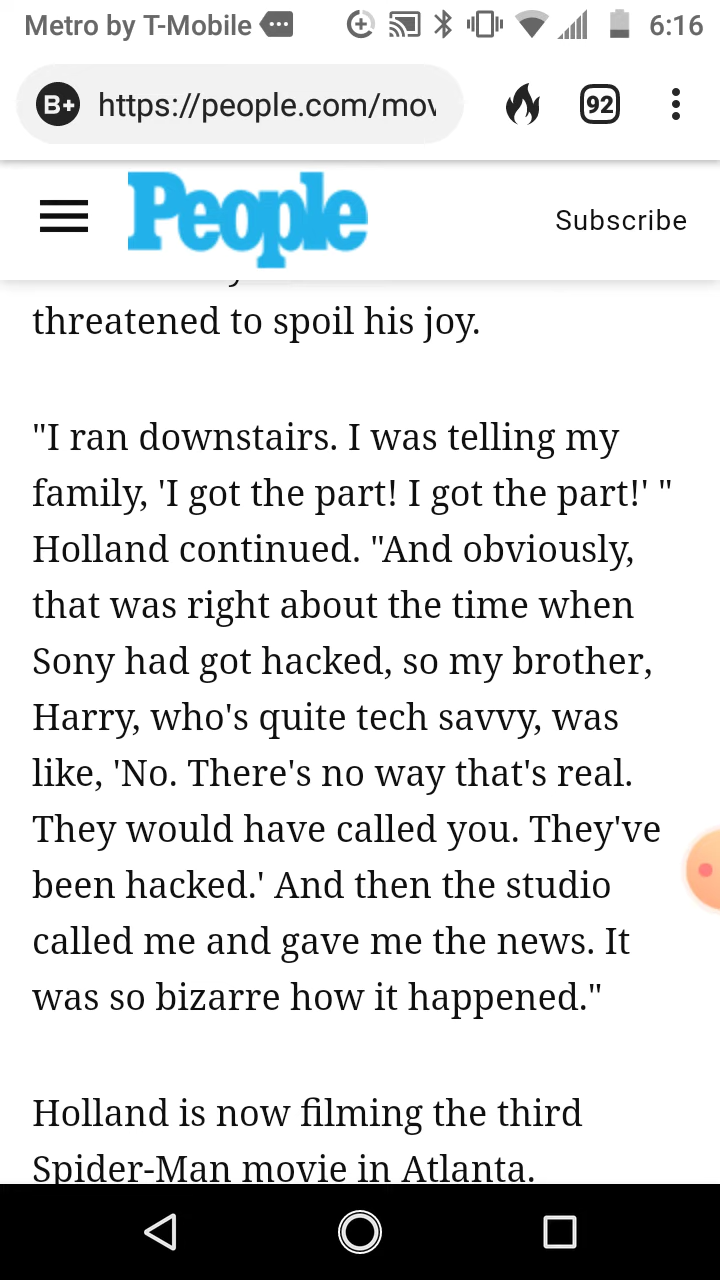 Metro by T-Mobile
6:16
B+
https://people.com/mov
92
People
Subscribe
threatened to spoil his joy.
"I ran downstairs. I was telling my
family, 'I got the part! I got the part!' "
Holland continued. "And obviously,
that was right about the time when
Sony had got hacked, so my brother,
Harry, who's quite tech savvy, was
like, 'No. There's no way that's real.
They would have called you. They've
been hacked.' And then the studio
called me and gave me the news. It
was so bizarre how it happened."
Holland is now filming the third
Spider-Man movie in Atlanta.